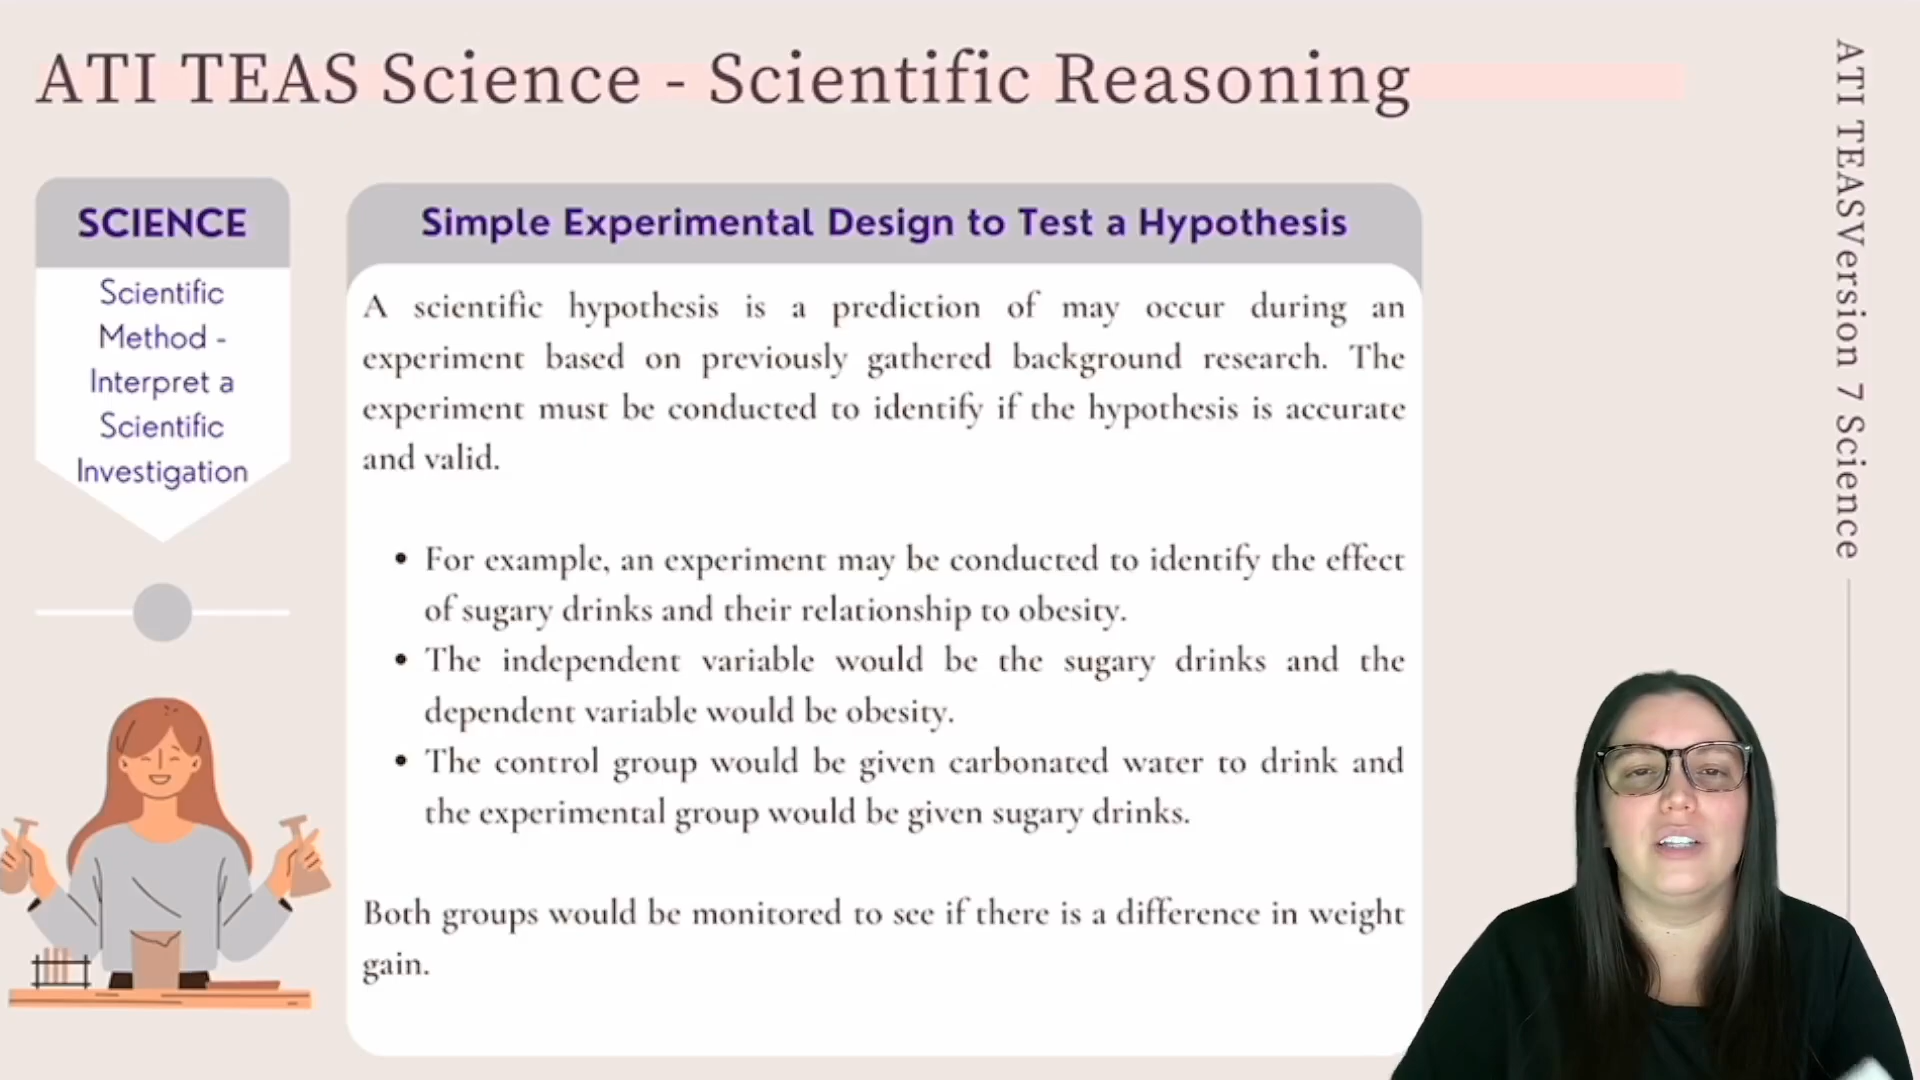 ATI TEAS Science - Scientific Reasoning
SCIENCE
Scientific
Method -
Interpret a
Scientific
Investigation
Simple Experimental Design to Test a Hypothesis
A scientific hypothesis is a prediction of may occur during an
experiment based on previously gathered background research. The
experiment must be conducted to identify if the hypothesis is accurate
and valid.
• For example, an experiment may be conducted to identify the effect
of sugary drinks and their relationship to obesity.
• The independent variable would be the sugary drinks and the
dependent variable would be obesity.
• The control group would be given carbonated water to drink and
the experimental group would be given sugary drinks.
Both groups would be monitored to see if there is a difference in weight
gain.
ATI TEASVersion 7 Science